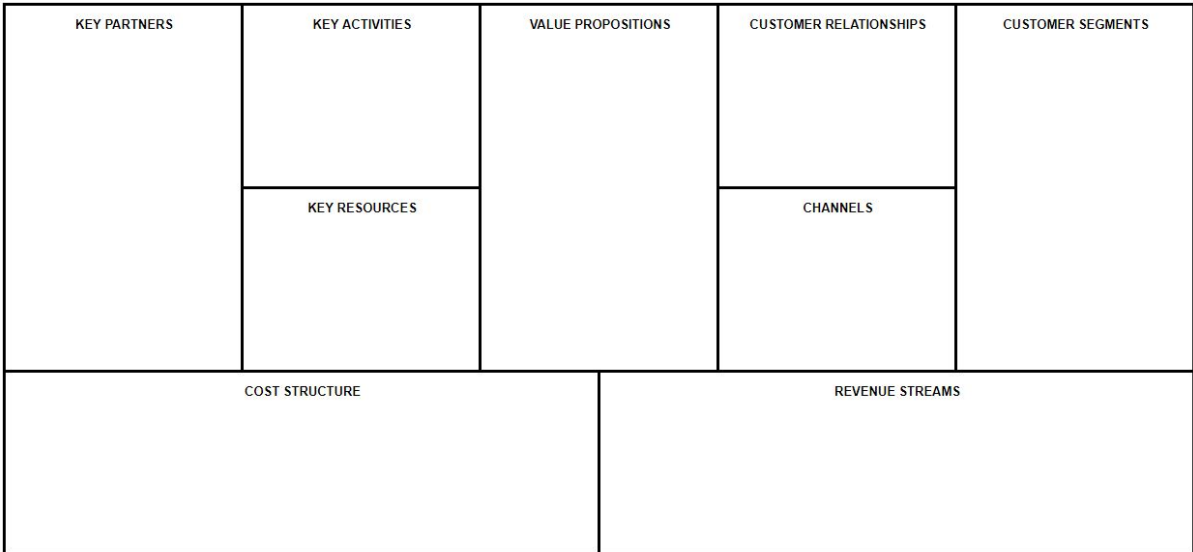 KEY PARTNERS
KEY ACTIVITIES
VALUE PROPOSITIONS
CUSTOMER RELATIONSHIPS
CUSTOMER SEGMENTS
KEY RESOURCES
CHANNELS
COST STRUCTURE
REVENUE STREAMS